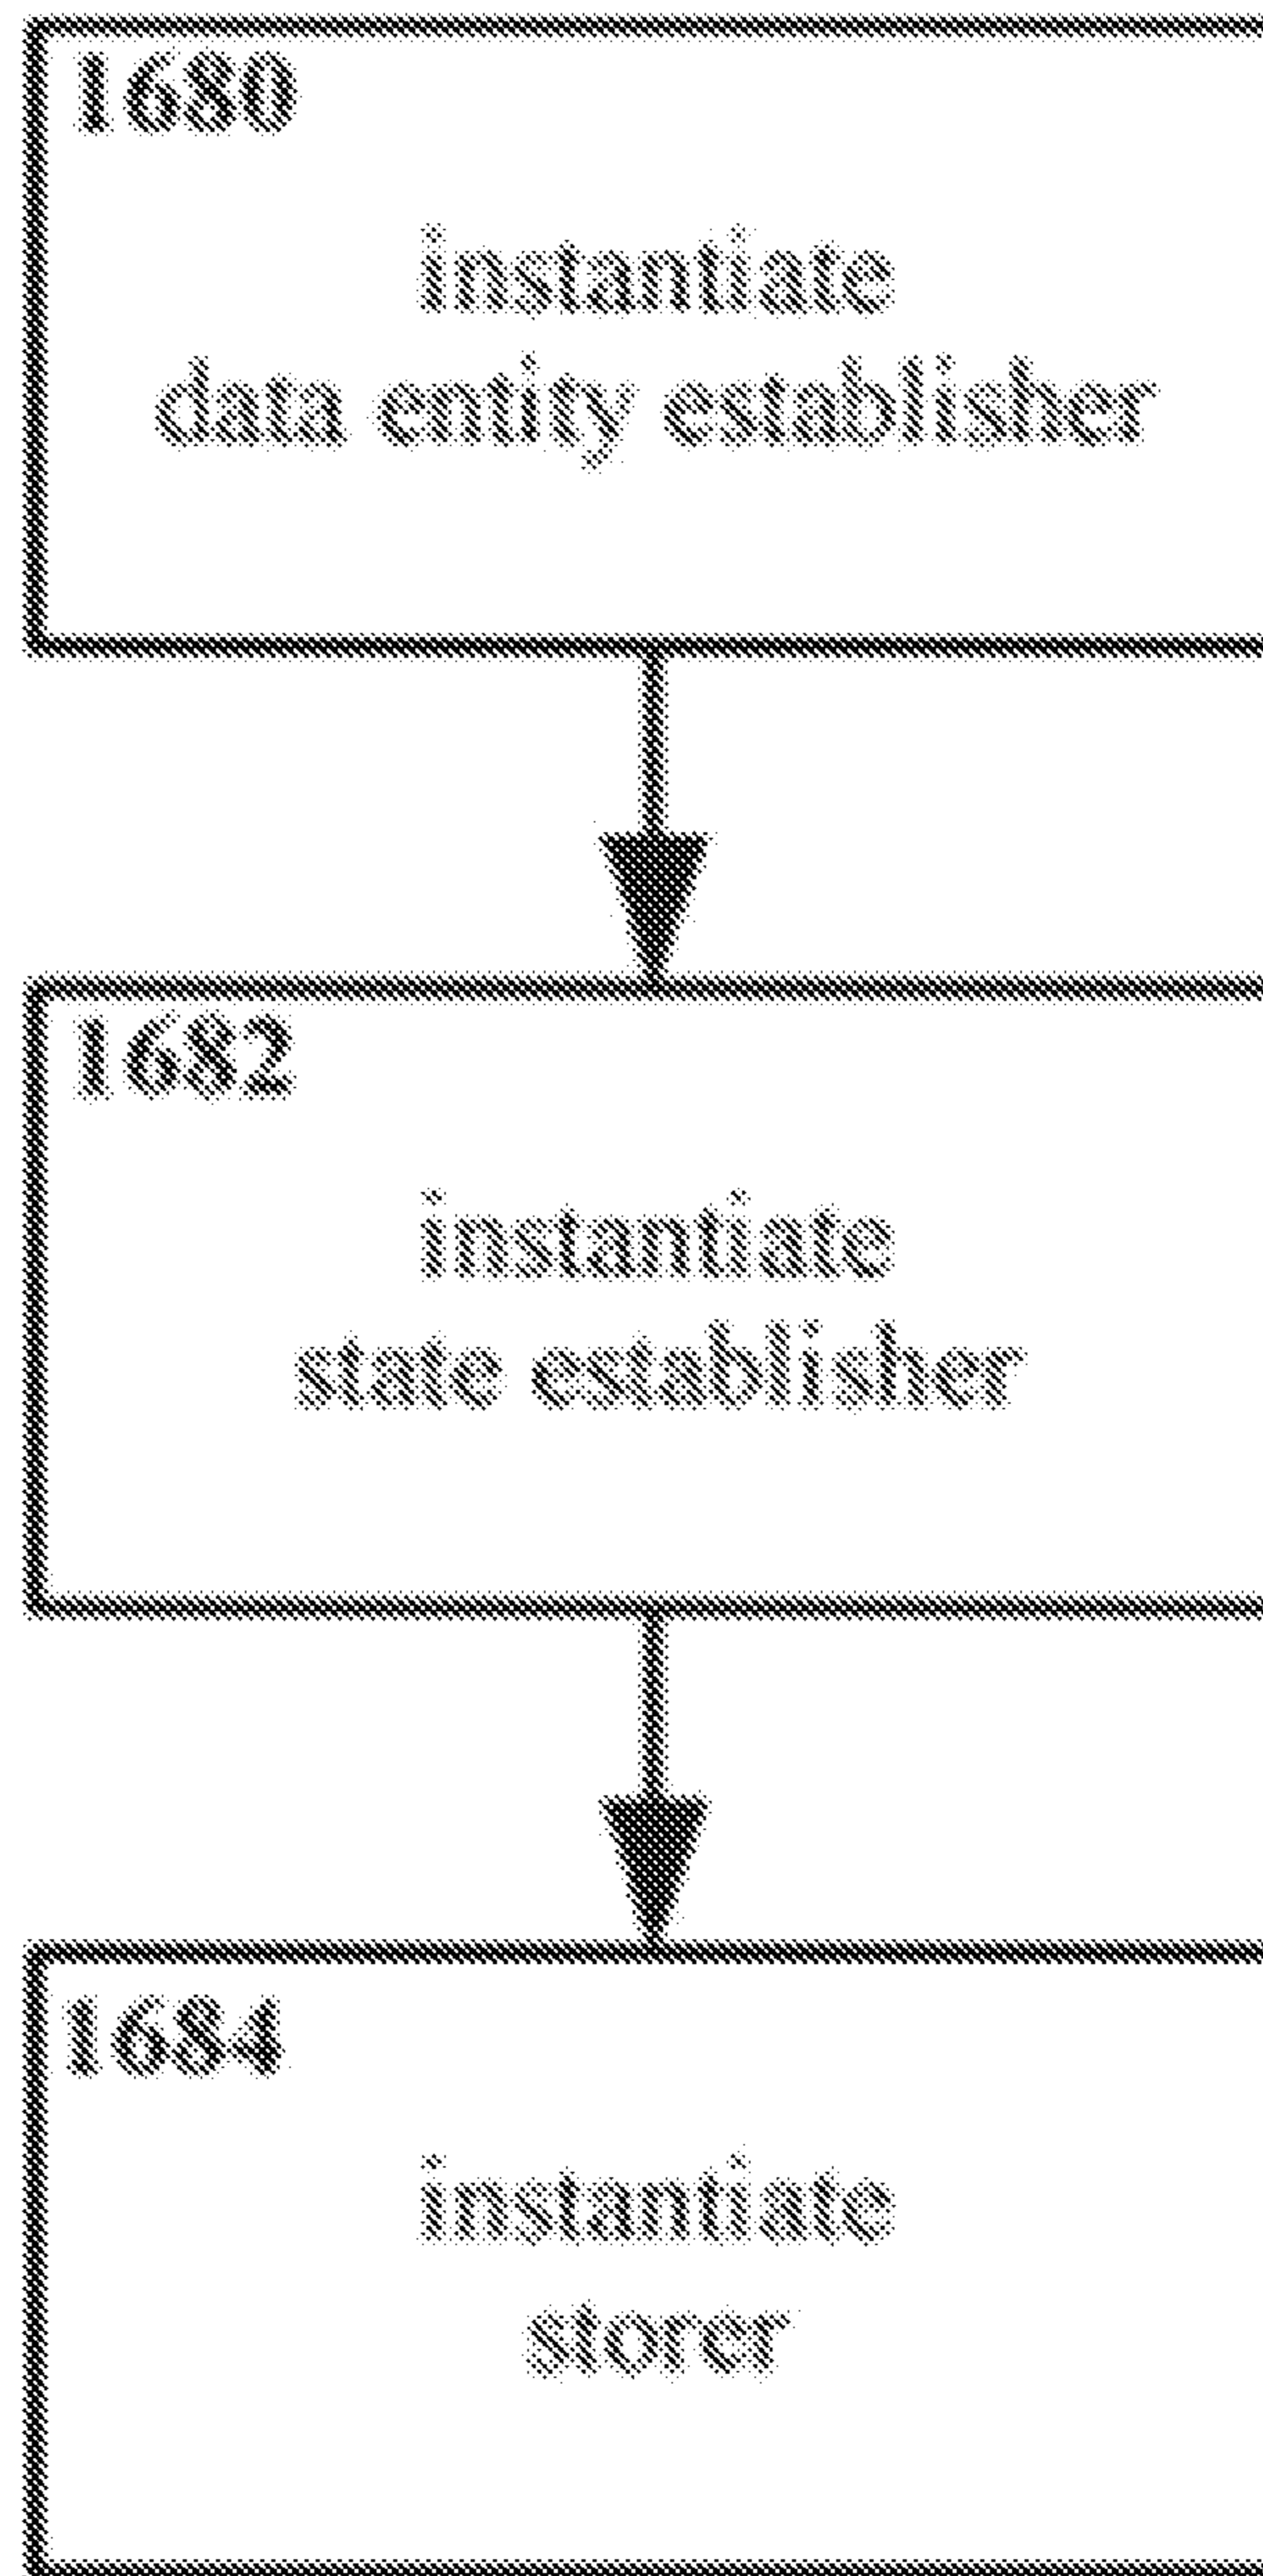 1680
instantiate
data entity establisher
1682
instantiate
state establisher
1684
instantiate
storer